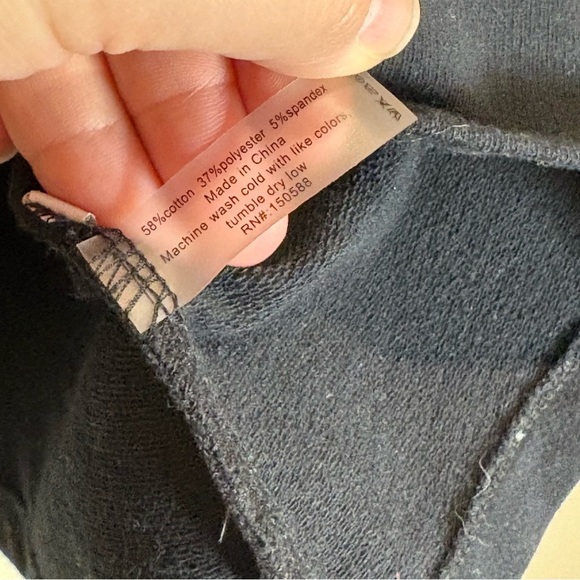 58%cotton 37%polyester 5%spandex
Made in China
Machine wash cold with like colors,
tumble dry low
RN#:150588